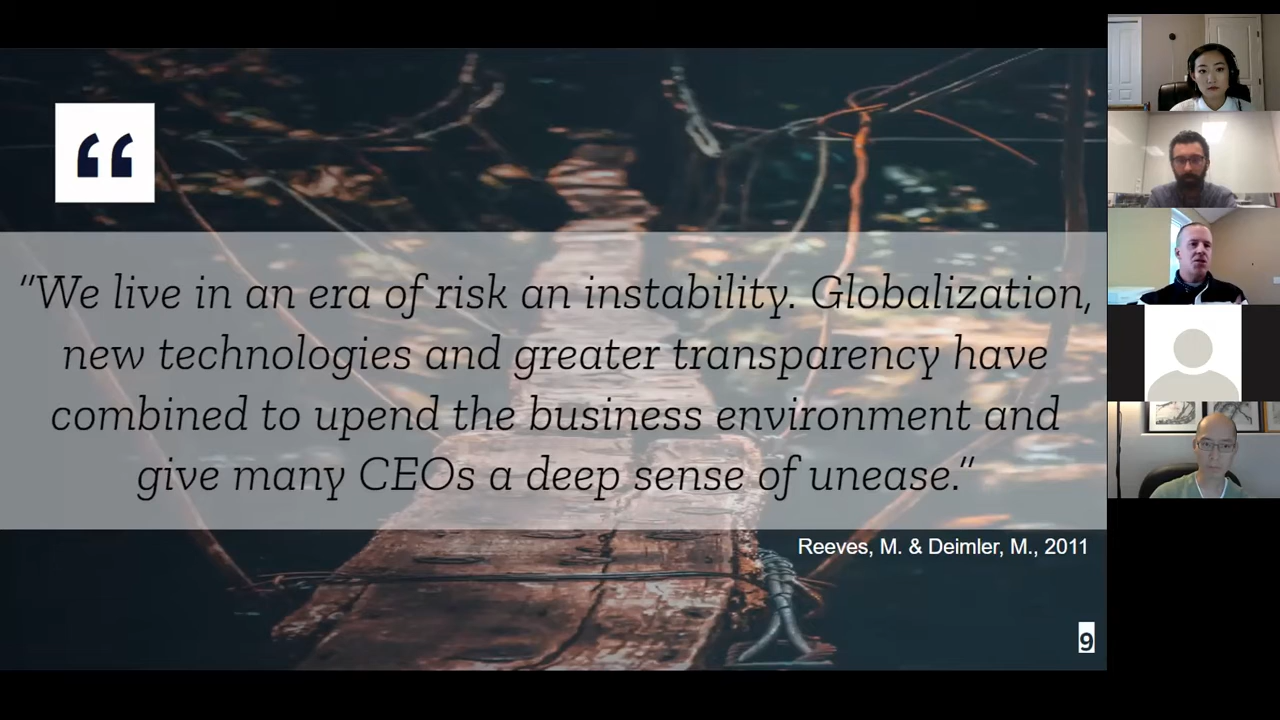 “
"We live in an era of risk an instability. Globalization,
new technologies and greater transparency have
combined to upend the business environment and
give many CEOs a deep sense of unease."
Reeves, M. & Deimler, M., 2011
9